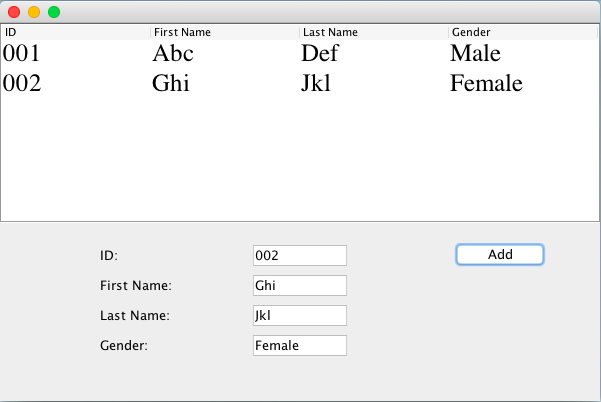 ID First Name Last Name Gender
001 Abc Def Male
002 Ghi Jkl Female
ID: 002 Add
First Name: Ghi
Last Name: Jkl
Gender: Female